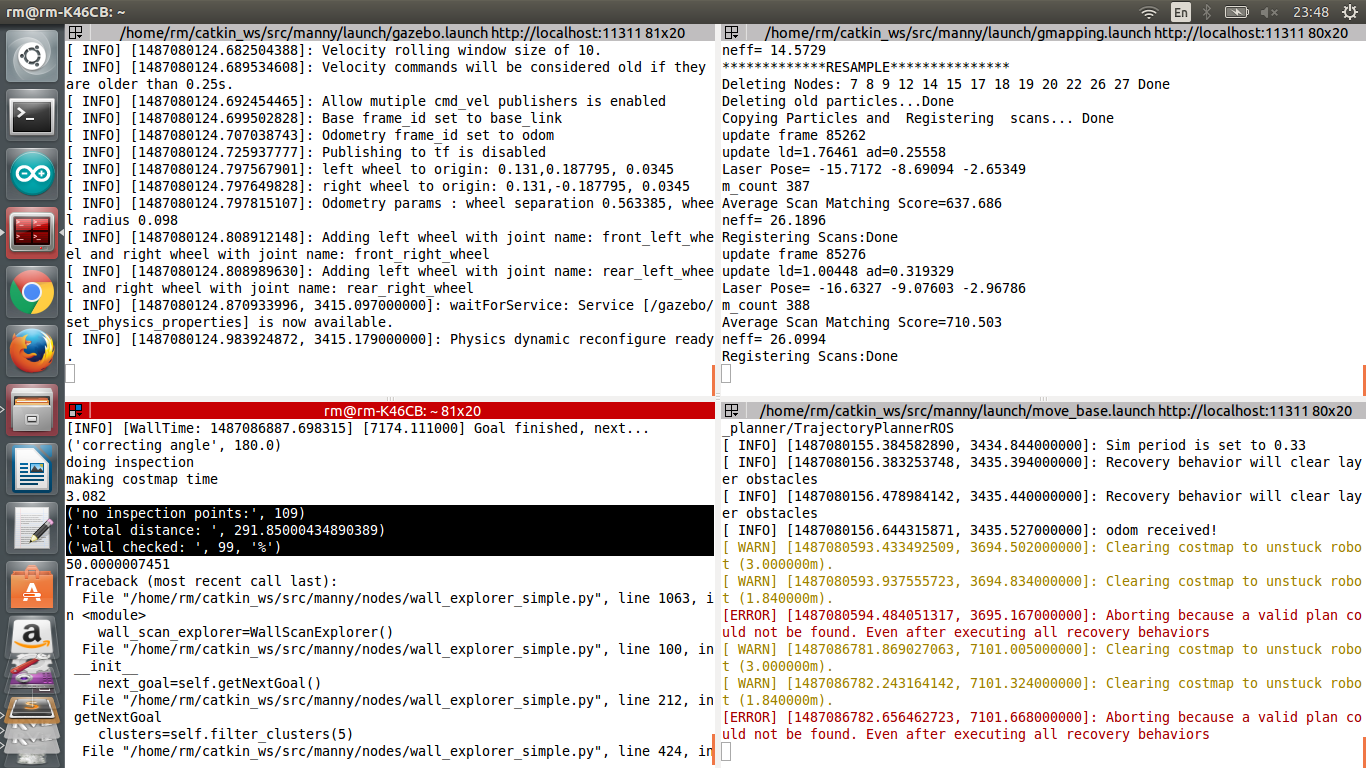 rm@rm-K46CB: ~
En
23:48
/home/rm/catkin_ws/src/manny/launch/gazebo.launch http://localhost:11311 81x20
[ INFO] [1487080124.682504388]: Velocity rolling window size of 10.
[ INFO] [1487080124.689534608]: Velocity commands will be considered old if they
are older than 0.25s.
[ INFO] [1487080124.692454465]: Allow mutiple cmd_vel publishers is enabled
[ INFO] [1487080124.699502828]: Base frame_id set to base_link
[ INFO] [1487080124.707038743]: Odometry frame_id set to odom
[ INFO] [1487080124.725937777]: Publishing to tf is disabled
[ INFO] [1487080124.797567901]: left wheel to origin: 0.131,0.187795, 0.0345
[ INFO] [1487080124.797649828]: right wheel to origin: 0.131,-0.187795, 0.0345
[ INFO] [1487080124.797815107]: Odometry params : wheel separation 0.563385, whee
l radius 0.098
[ INFO] [1487080124.808912148]: Adding left wheel with joint name: front_left_whe
el and right wheel with joint name: front_right_wheel
[ INFO] [1487080124.808989630]: Adding left wheel with joint name: rear_left_whee
l and right wheel with joint name: rear_right_wheel
[ INFO] [1487080124.870933996, 3415.097000000]: waitForService: Service [/gazebo/
set_physics_properties] is now available.
[ INFO] [1487080124.983924872, 3415.179000000]: Physics dynamic reconfigure ready
.
/home/rm/catkin_ws/src/manny/launch/gmapping.launch http://localhost:11311 80x20
neff= 14.5729
*************RESAMPLE***************
Deleting Nodes: 7 8 9 12 14 15 17 18 19 20 22 26 27 Done
Deleting old particles...Done
Copying Particles and  Registering  scans... Done
update frame 85262
update ld=1.76461 ad=0.25558
Laser Pose= -15.7172 -8.69094 -2.65349
m_count 387
Average Scan Matching Score=637.686
neff= 26.1896
Registering Scans:Done
update frame 85276
update ld=1.00448 ad=0.319329
Laser Pose= -16.6327 -9.07603 -2.96786
m_count 388
Average Scan Matching Score=710.503
neff= 26.0994
Registering Scans:Done
rm@rm-K46CB: ~ 81x20
[INFO] [WallTime: 1487086887.698315] [7174.111000] Goal finished, next...
('correcting angle', 180.0)
doing inspection
making costmap time
3.082
('no inspection points:', 109)
('total distance: ', 291.85000434890389)
('wall checked: ', 99, '%')
50.0000007451
Traceback (most recent call last):
  File "/home/rm/catkin_ws/src/manny/nodes/wall_explorer_simple.py", line 1063, i
n <module>
    wall_scan_explorer=WallScanExplorer()
  File "/home/rm/catkin_ws/src/manny/nodes/wall_explorer_simple.py", line 100, in
 __init__
    next_goal=self.getNextGoal()
  File "/home/rm/catkin_ws/src/manny/nodes/wall_explorer_simple.py", line 212, in
 getNextGoal
    clusters=self.filter_clusters(5)
  File "/home/rm/catkin_ws/src/manny/nodes/wall_explorer_simple.py", line 424, in
/home/rm/catkin_ws/src/manny/launch/move_base.launch http://localhost:11311 80x20
_planner/TrajectoryPlannerROS
[ INFO] [1487080155.384582890, 3434.844000000]: Sim period is set to 0.33
[ INFO] [1487080156.383253748, 3435.394000000]: Recovery behavior will clear lay
er obstacles
[ INFO] [1487080156.478984142, 3435.440000000]: Recovery behavior will clear lay
er obstacles
[ INFO] [1487080156.644315871, 3435.527000000]: odom received!
[ WARN] [1487080593.433492509, 3694.502000000]: Clearing costmap to unstuck robo
t (3.000000m).
[ WARN] [1487080593.937555723, 3694.834000000]: Clearing costmap to unstuck robo
t (1.840000m).
[ERROR] [1487080594.484051317, 3695.167000000]: Aborting because a valid plan co
uld not be found. Even after executing all recovery behaviors
[ WARN] [1487086781.869027063, 7101.005000000]: Clearing costmap to unstuck robo
t (3.000000m).
[ WARN] [1487086782.243164142, 7101.324000000]: Clearing costmap to unstuck robo
t (1.840000m).
[ERROR] [1487086782.656462723, 7101.668000000]: Aborting because a valid plan co
uld not be found. Even after executing all recovery behaviors